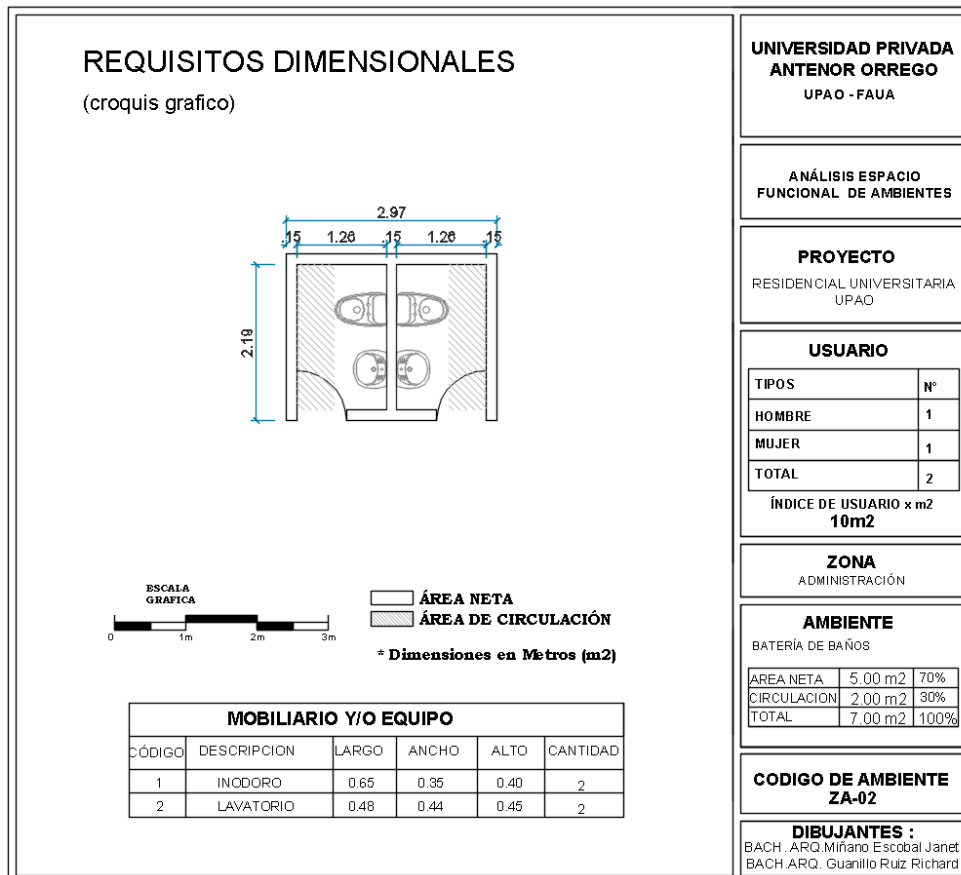 REQUISITOS DIMENSIONALES
(croquis grafico)
2.97
.15 1.26 .15 1.26 .15
2.19
ESCALA
GRAFICA
0 1m 2m 3m
ÁREA NETA
ÁREA DE CIRCULACIÓN
* Dimensiones en Metros (m2)
MOBILIARIO Y/O EQUIPO
CÓDIGO DESCRIPCION LARGO ANCHO ALTO CANTIDAD
1 INODORO 0.65 0.35 0.40 2
2 LAVATORIO 0.48 0.44 0.45 2
UNIVERSIDAD PRIVADA
ANTENOR ORREGO
UPAO - FAUA
ANÁLISIS ESPACIO
FUNCIONAL DE AMBIENTES
PROYECTO
RESIDENCIAL UNIVERSITARIA
UPAO
USUARIO
TIPOS N°
HOMBRE 1
MUJER 1
TOTAL 2
ÍNDICE DE USUARIO x m2
10m2
ZONA
ADMINISTRACIÓN
AMBIENTE
BATERÍA DE BAÑOS
AREA NETA 5.00 m2 70%
CIRCULACION 2.00 m2 30%
TOTAL 7.00 m2 100%
CODIGO DE AMBIENTE
ZA-02
DIBUJANTES :
BACH. ARQ.Miñano Escobal Janet
BACH.ARQ. Guanillo Ruiz Richard